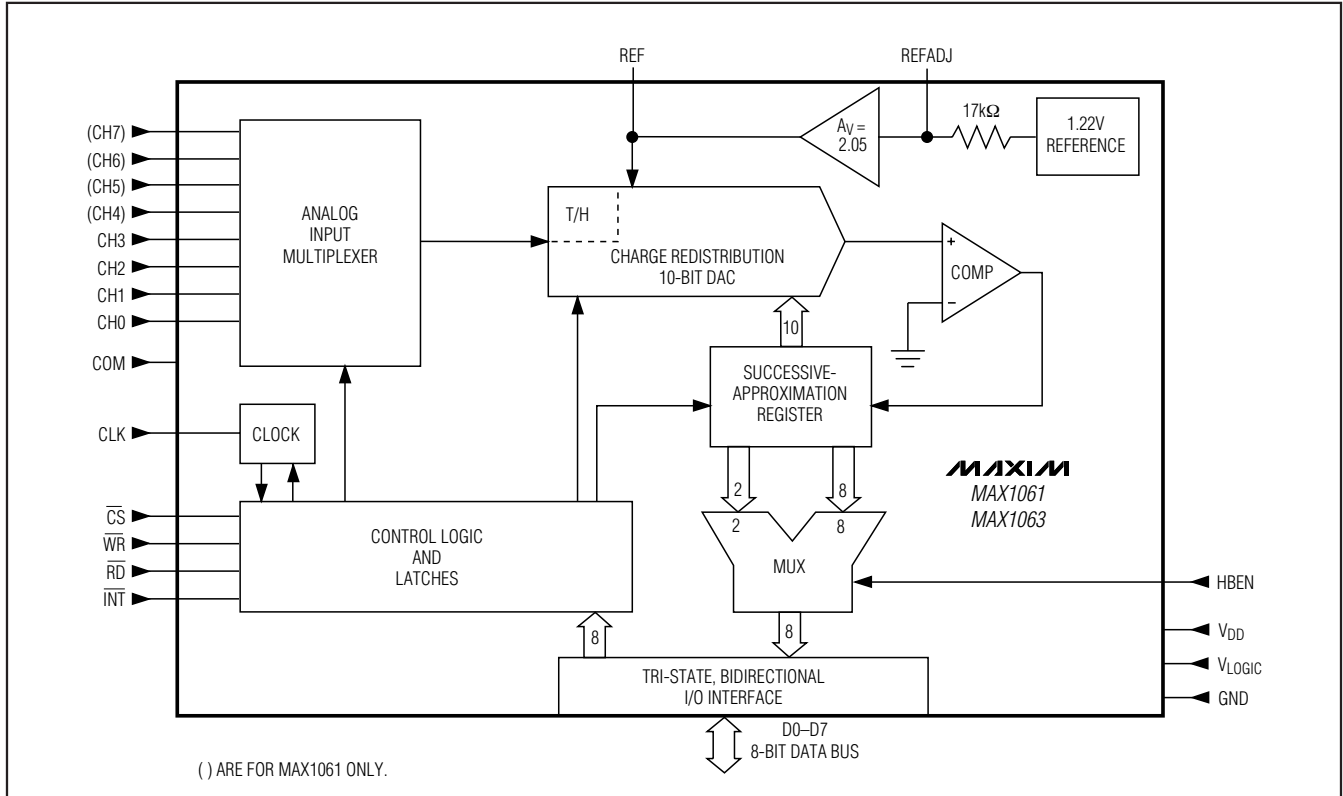 REF
REFADJ
(CH7)
(CH6)
(CH5)
(CH4)
CH3
CH2
CH1
CH0
COM
CLK
CS
WR
RD
INT
ANALOG
INPUT
MULTIPLEXER
CLOCK
CONTROL LOGIC
AND
LATCHES
T/H
CHARGE REDISTRIBUTION
10-BIT DAC
AV =
2.05
17kΩ
1.22V
REFERENCE
+
COMP
−
10
SUCCESSIVE-
APPROXIMATION
REGISTER
2
8
2
8
MUX
8
8
TRI-STATE, BIDIRECTIONAL
I/O INTERFACE
MAXIM
MAX1061
MAX1063
HBEN
VDD
VLOGIC
GND
D0–D7
8-BIT DATA BUS
( ) ARE FOR MAX1061 ONLY.